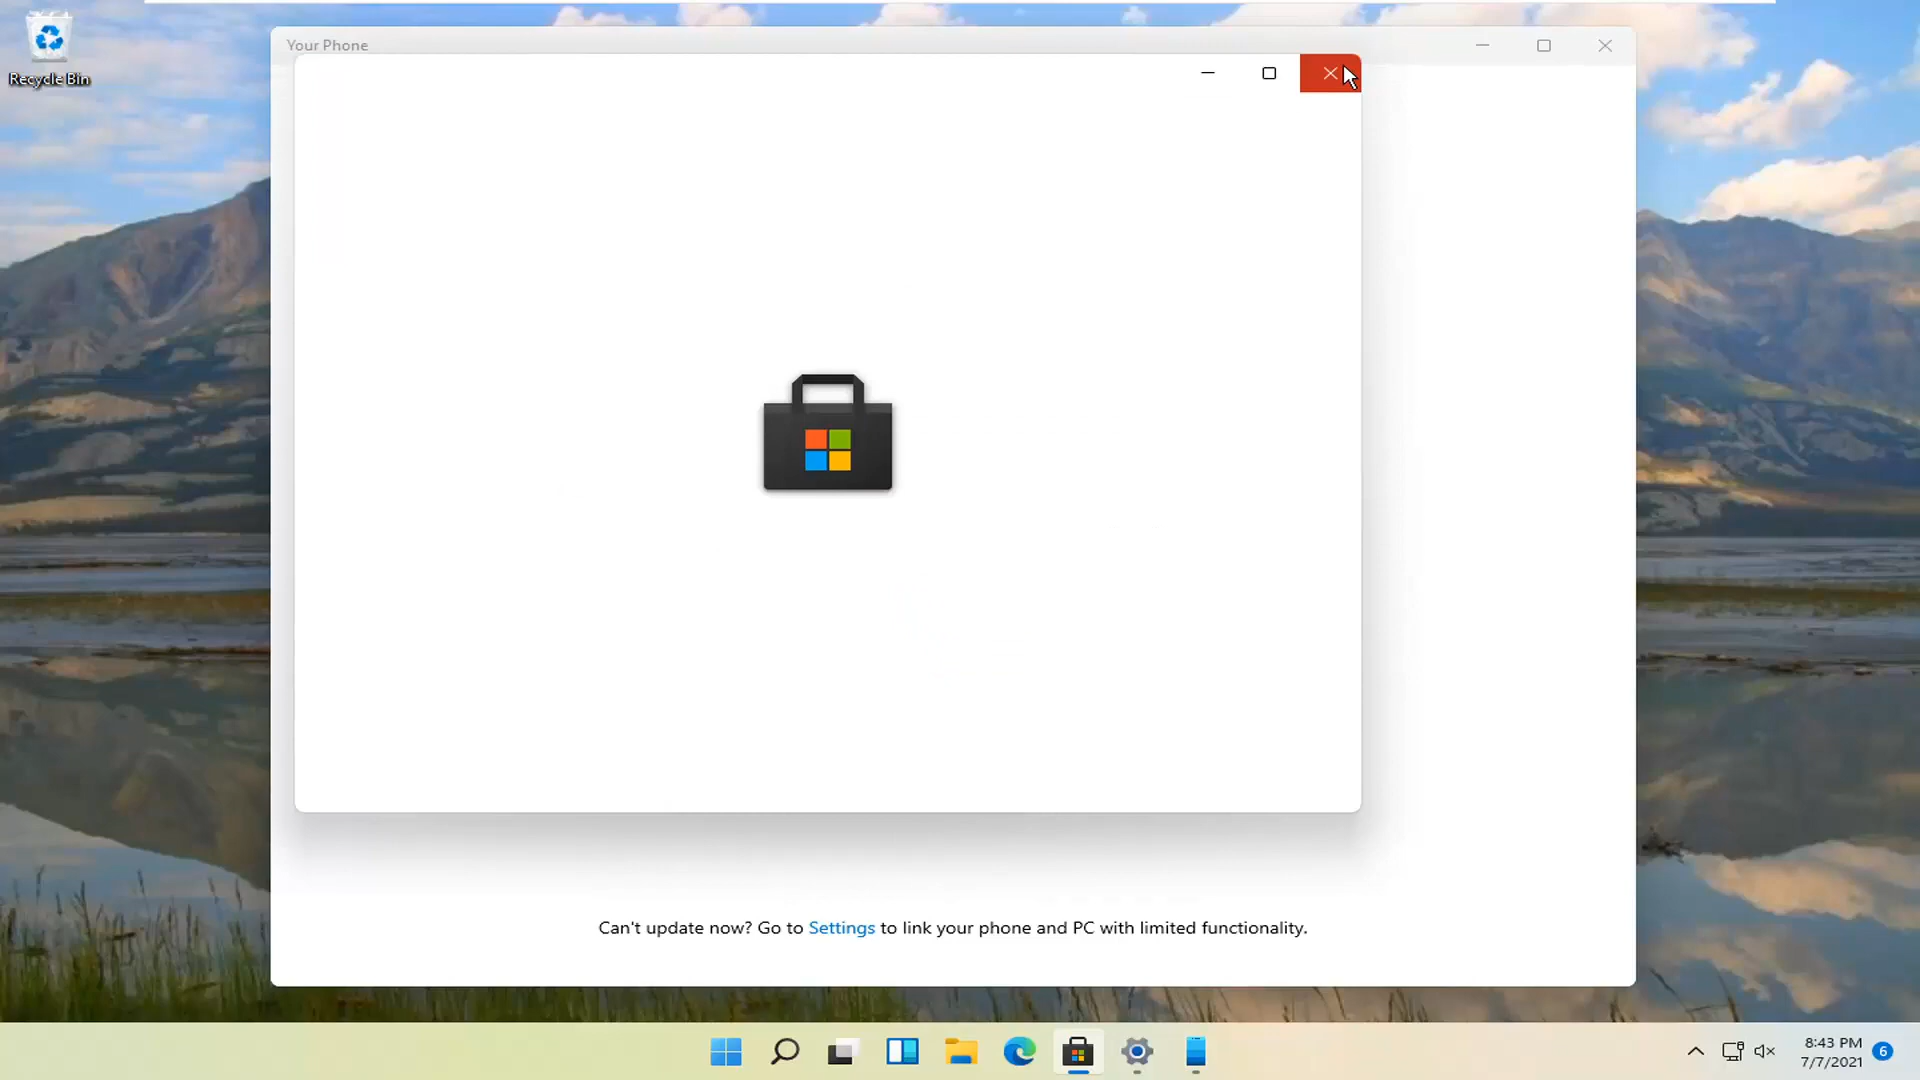 Recycle Bin
Your Phone
Can't update now? Go to Settings to link your phone and PC with limited functionality.
8:43 PM
7/7/2021
6